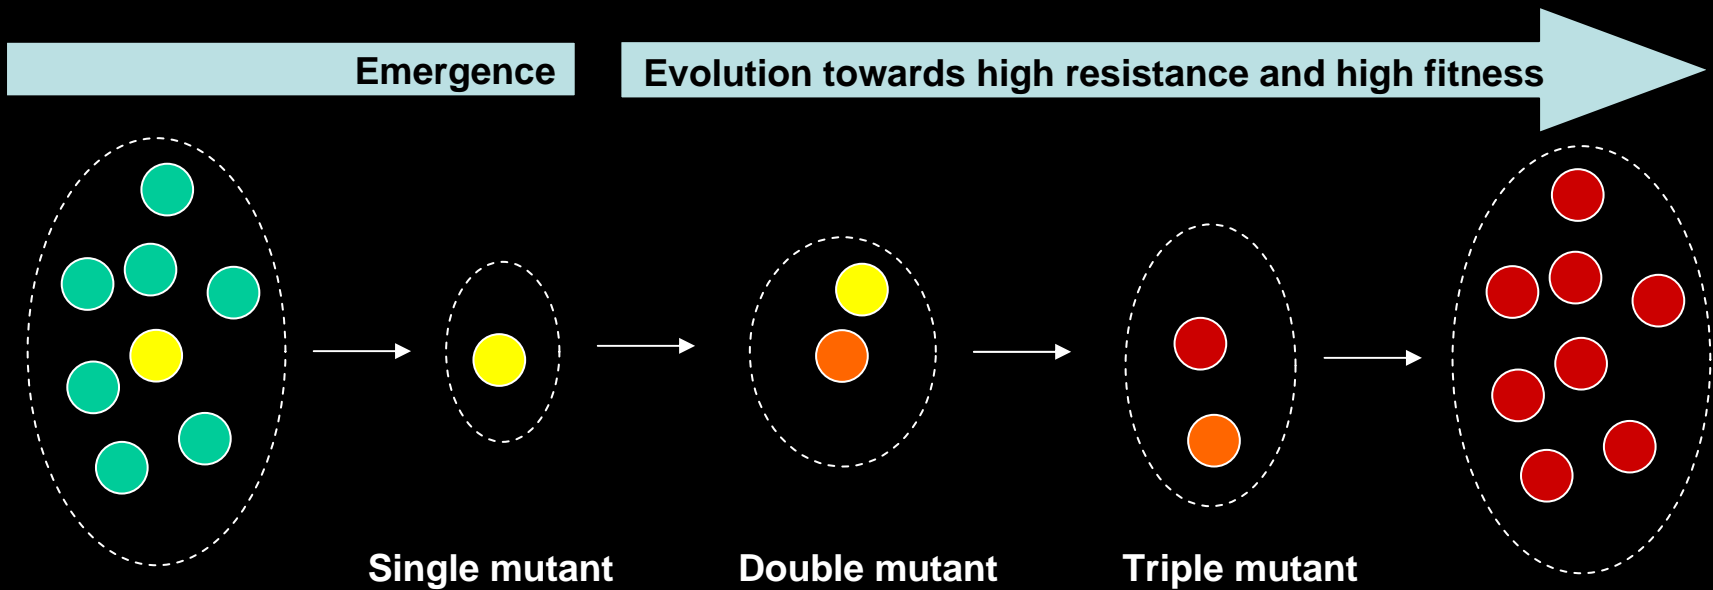 Emergence
Evolution towards high resistance and high fitness
Single mutant
Double mutant
Triple mutant